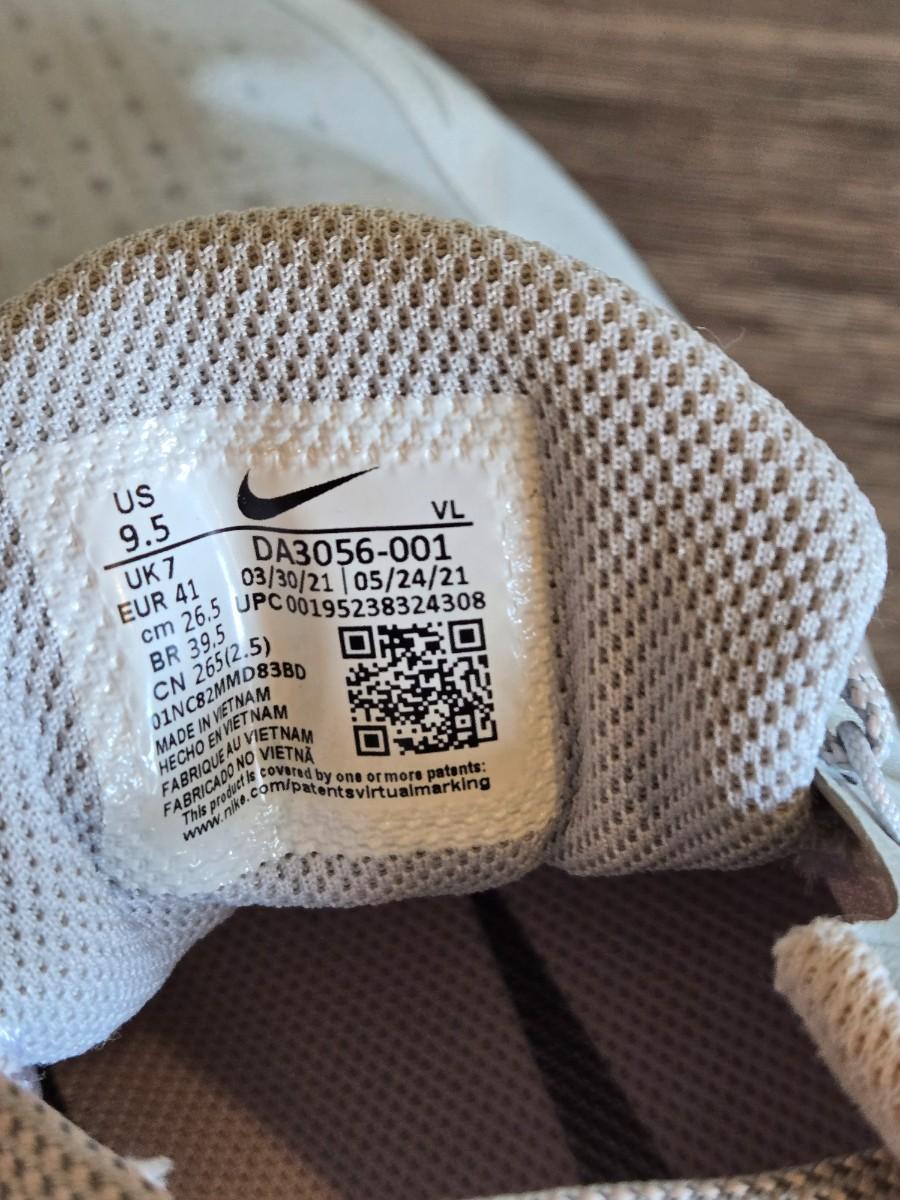 US
9.5
UK 7
EUR 41
cm 26.5
BR 39.5
CN 265(2.5)
01NC82MMD83BD
MADE IN VIETNAM
HECHO EN VIETNAM
FABRIQUE AU VIETNAM
FABRICADO NO VIETNÃ
This product is covered by one or more patents:
www.nike.com/patentsvirtualmarking
VL
DA3056-001
03/30/21 | 05/24/21
UPC 00195238324308